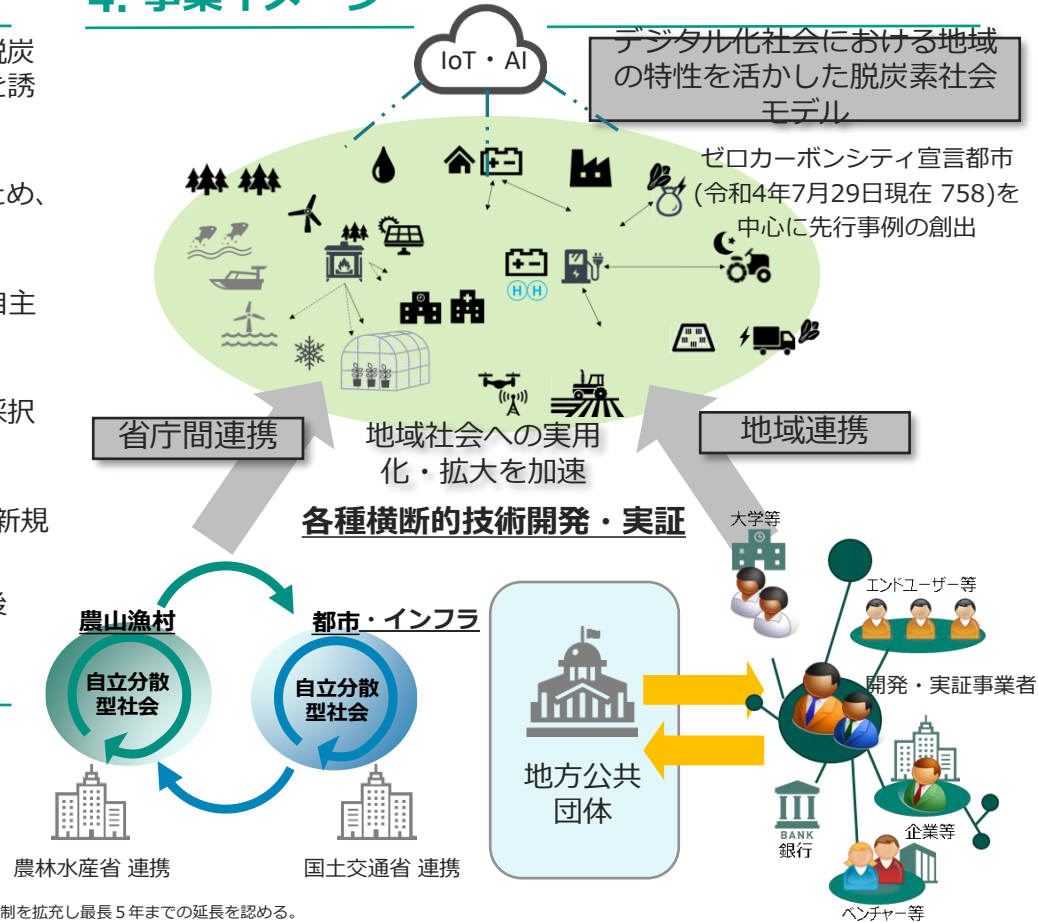 4. 事業イメージ
脱炭
を誘
ため、
自主
採択
新規
後
IoT・AI
デジタル化社会における地域
の特性を活かした脱炭素社会
モデル
ゼロカーボンシティ宣言都市
(令和4年7月29日現在 758)を
中心に先行事例の創出
H H
省庁間連携
地域社会への実用
化・拡大を加速
地域連携
各種横断的技術開発・実証
農山漁村
都市・インフラ
自立分散
型社会
自立分散
型社会
農林水産省 連携
国土交通省 連携
地方公共
団体
大学等
エンドユーザー等
開発・実証事業者
BANK
銀行
企業等
ベンチャー等
制を拡充し最長５年までの延長を認める。